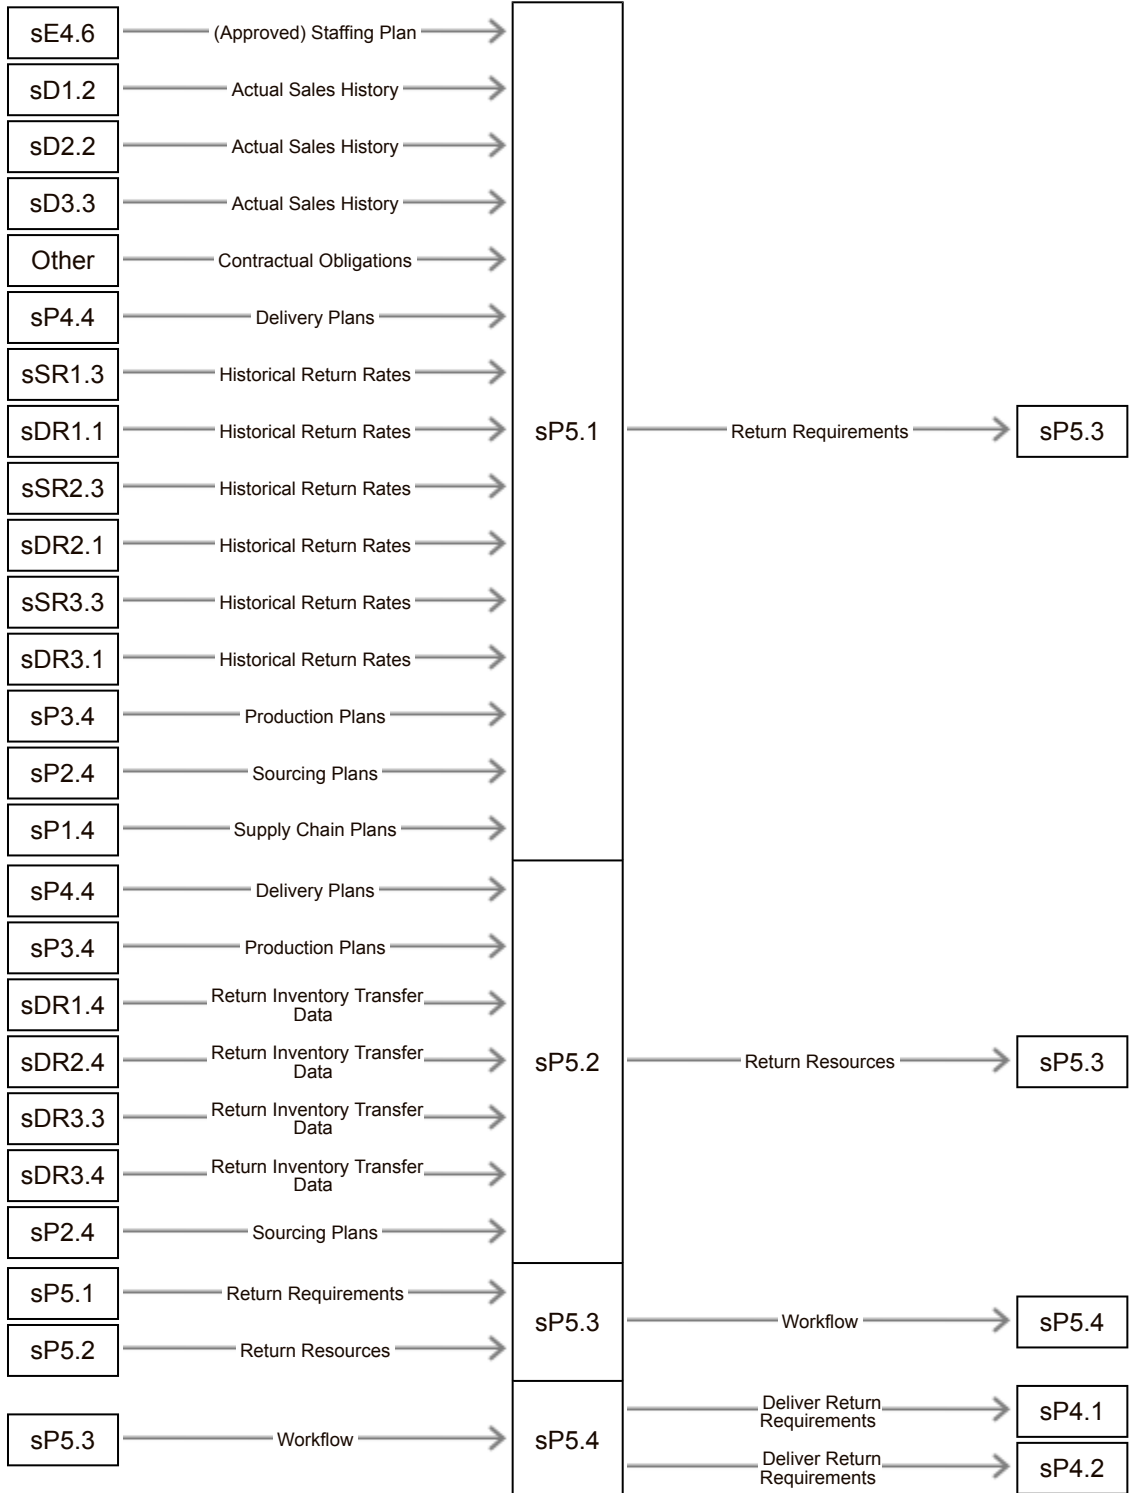 sE4.6 (Approved) Staffing Plan
sD1.2 Actual Sales History
sD2.2 Actual Sales History
sD3.3 Actual Sales History
Other Contractual Obligations
sP4.4 Delivery Plans
sSR1.3 Historical Return Rates
sDR1.1 Historical Return Rates sP5.1 Return Requirements sP5.3
sSR2.3 Historical Return Rates
sDR2.1 Historical Return Rates
sSR3.3 Historical Return Rates
sDR3.1 Historical Return Rates
sP3.4 Production Plans
sP2.4 Sourcing Plans
sP1.4 Supply Chain Plans
sP4.4 Delivery Plans
sP3.4 Production Plans
sDR1.4 Return Inventory Transfer
Data
sDR2.4 Return Inventory Transfer
Data
sP5.2 Return Resources sP5.3
sDR3.3 Return Inventory Transfer
Data
sDR3.4 Return Inventory Transfer
Data
sP2.4 Sourcing Plans
sP5.1 Return Requirements
sP5.3 Workflow sP5.4
sP5.2 Return Resources
sP5.3 Workflow sP5.4
Deliver Return
Requirements
sP4.1
Deliver Return
Requirements
sP4.2